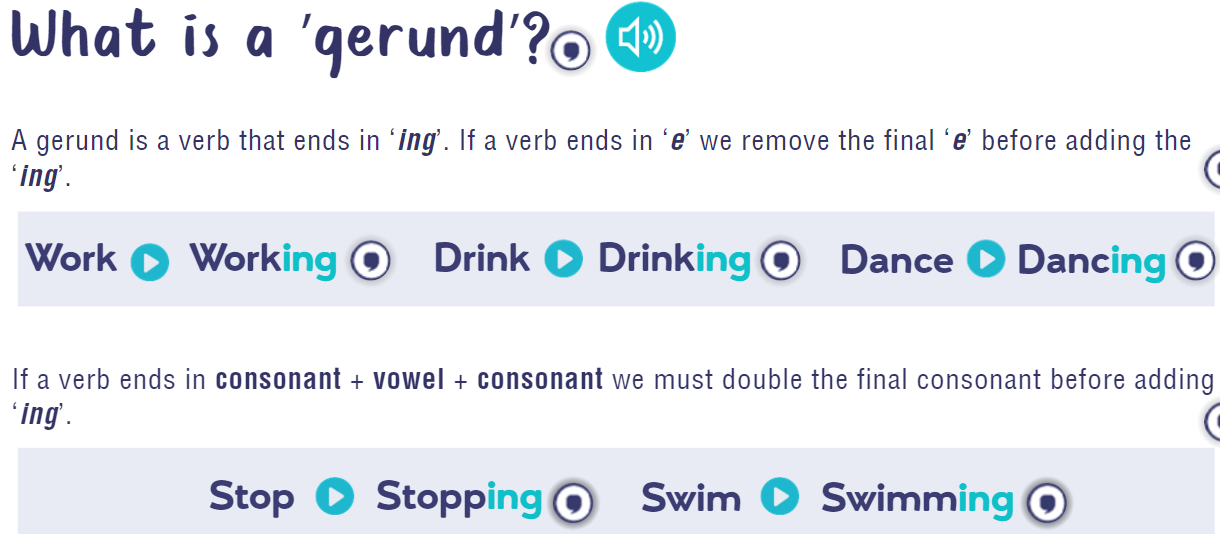 What is a 'gerund'?
A gerund is a verb that ends in ‘ing’. If a verb ends in ‘e’ we remove the final ‘e’ before adding the
‘ing’.
Work Working Drink Drinking Dance Dancing
If a verb ends in consonant + vowel + consonant we must double the final consonant before adding
‘ing’.
Stop Stopping Swim Swimming